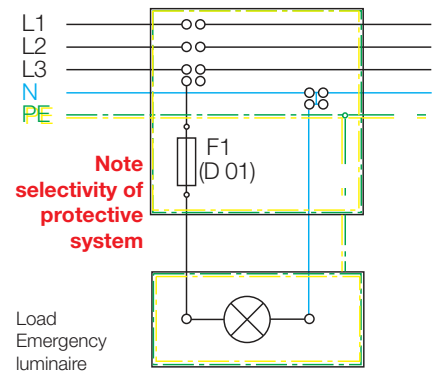 L1
L2
L3
N
PE
F1
(D 01)
Note
selectivity of
protective
system
Load
Emergency
luminaire